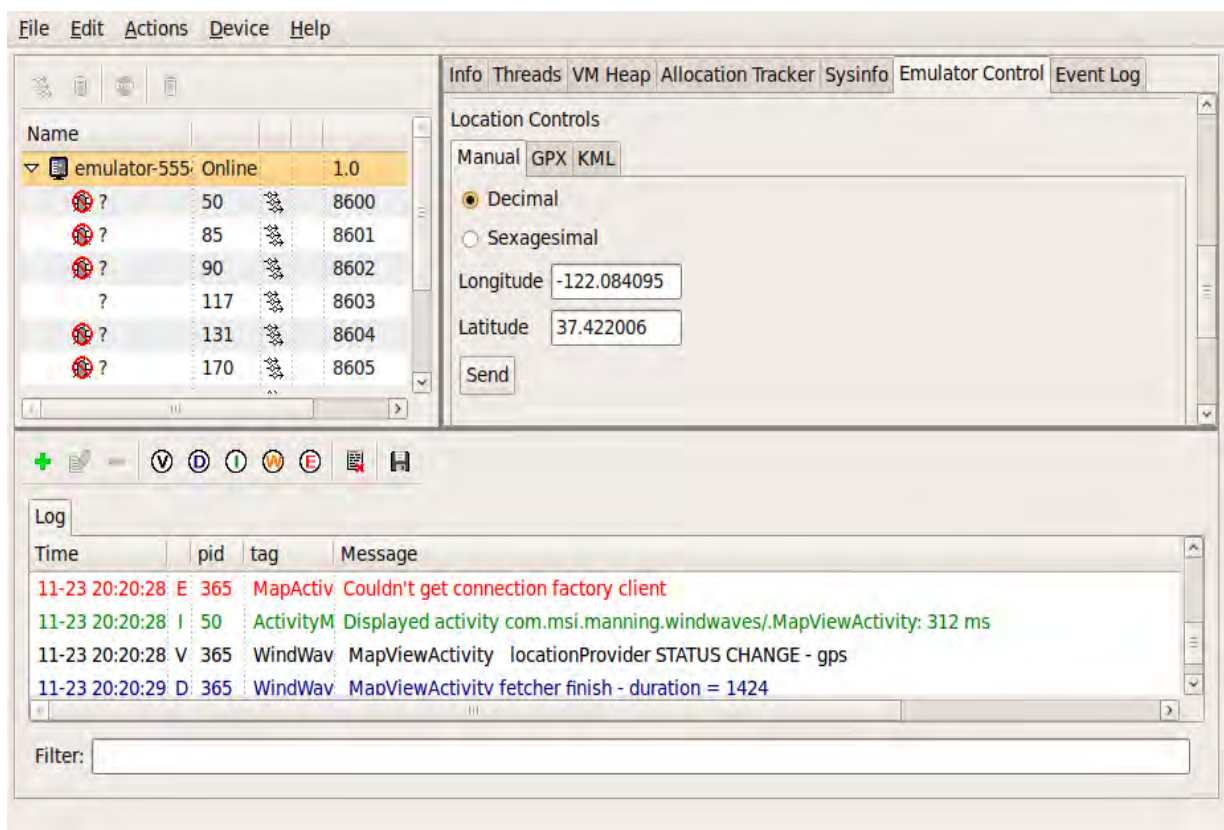 File Edit Actions Device Help
Info Threads VM Heap Allocation Tracker Sysinfo Emulator Control Event Log
Name
emulator-555 Online 1.0
? 50 8600
? 85 8601
? 90 8602
? 117 8603
? 131 8604
? 170 8605
Location Controls
Manual GPX KML
Decimal
Sexagesimal
Longitude -122.084095
Latitude 37.422006
Send
V D I W E
Log
Time pid tag Message
11-23 20:20:28 E 365 MapActiv Couldn't get connection factory client
11-23 20:20:28 I 50 ActivityM Displayed activity com.msi.manning.windwaves/.MapViewActivity: 312 ms
11-23 20:20:28 V 365 WindWav MapViewActivity locationProvider STATUS CHANGE - gps
11-23 20:20:29 D 365 WindWav MapViewActivity fetcher finish - duration = 1424
Filter: